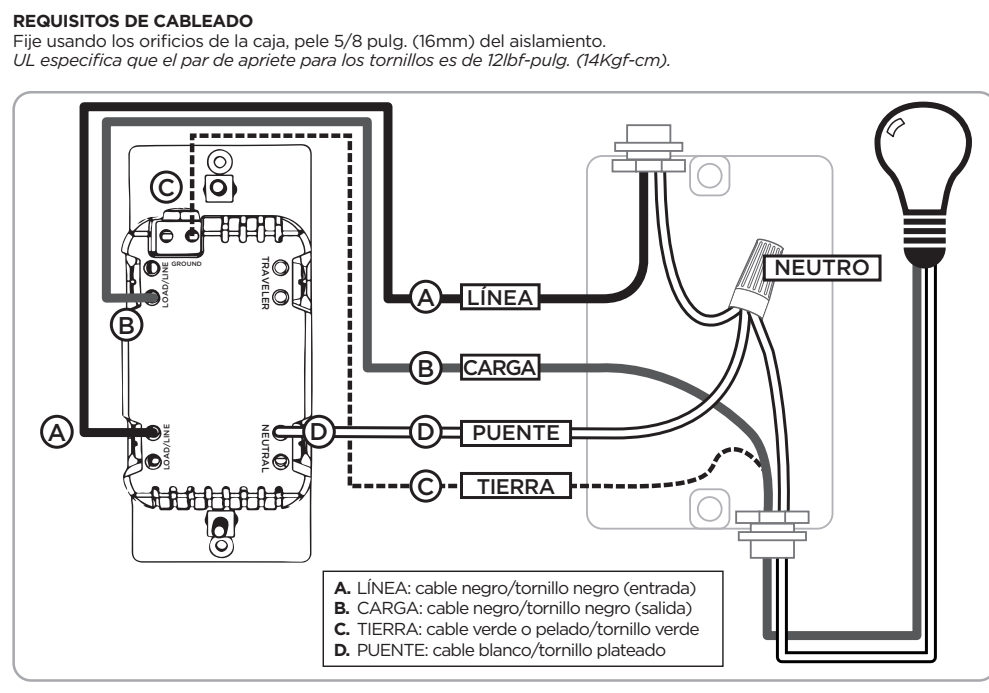 REQUISITOS DE CABLEADO
Fije usando los orificios de la caja, pele 5/8 pulg. (16mm) del aislamiento.
UL especifica que el par de apriete para los tornillos es de 12lbf-pulg. (14Kgf-cm).
C
GROUND
LOAD/LINE
TRAVELER
B
A
LOAD/LINE
NEUTRAL
D
A LÍNEA
B CARGA
D PUENTE
C TIERRA
NEUTRO
A. LÍNEA: cable negro/tornillo negro (entrada)
B. CARGA: cable negro/tornillo negro (salida)
C. TIERRA: cable verde o pelado/tornillo verde
D. PUENTE: cable blanco/tornillo plateado